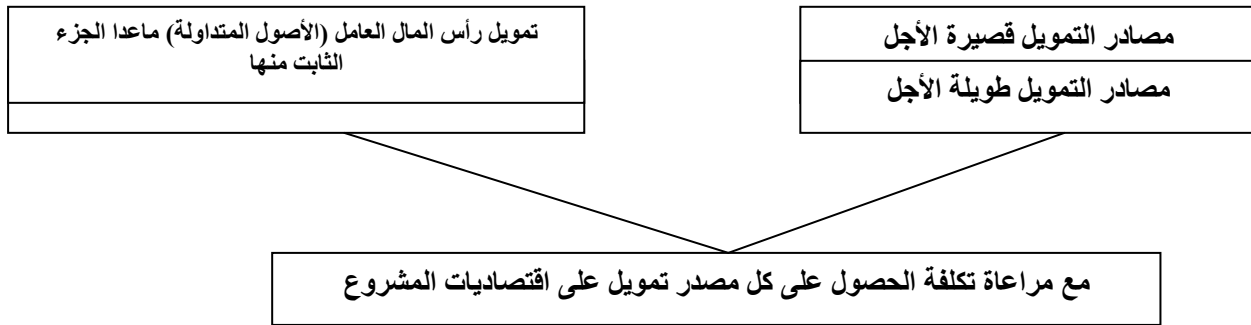 مصادر التمويل قصيرة الأجل
مصادر التمويل طويلة الأجل
تمويل رأس المال العامل (الأصول المتداولة) ماعدا الجزء
الثابت منها
مع مراعاة تكلفة الحصول على كل مصدر تمويل على اقتصاديات المشروع